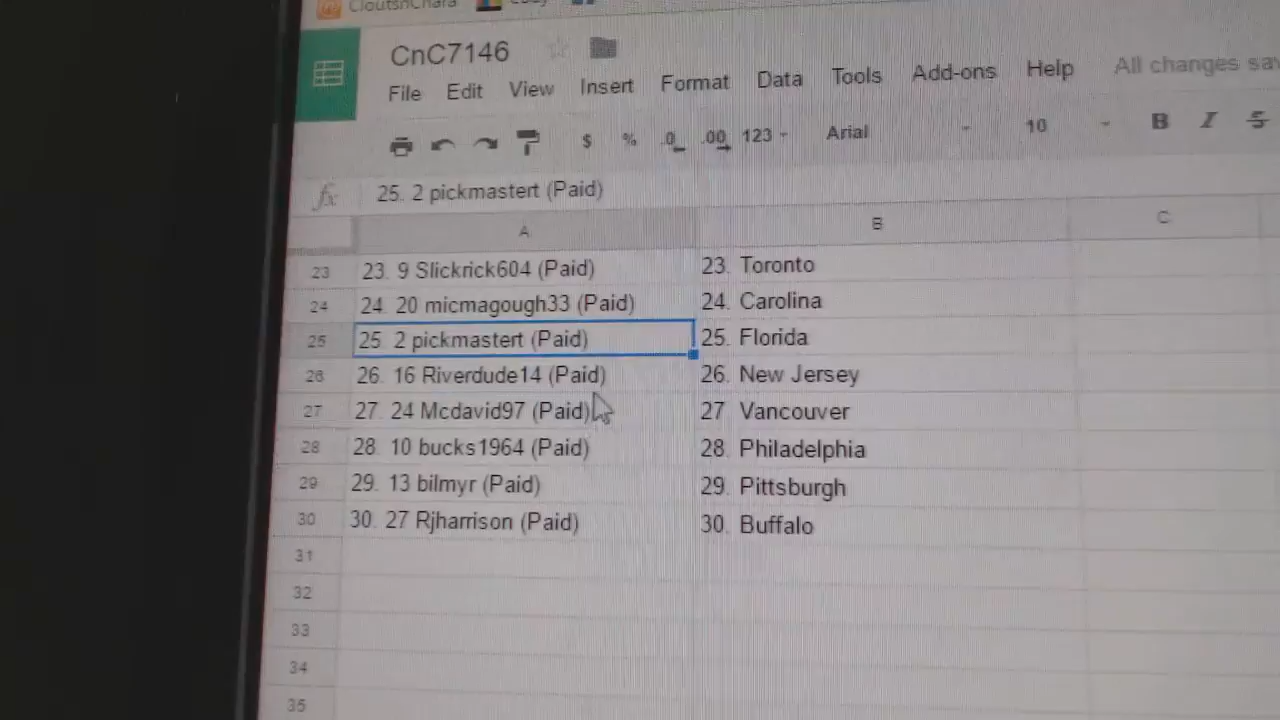 CloutsnChara
CnC7146
File Edit View Insert Format Data Tools Add-ons Help All changes sav
$ % .0 .00 123 Arial 10 B I S
fx 25. 2 pickmastert (Paid)
A B C
23 23. 9 Slickrick604 (Paid) 23. Toronto
24 24. 20 micmagough33 (Paid) 24. Carolina
25 25. 2 pickmastert (Paid) 25. Florida
26 26. 16 Riverdude14 (Paid) 26. New Jersey
27 27. 24 Mcdavid97 (Paid) 27. Vancouver
28 28. 10 bucks1964 (Paid) 28. Philadelphia
29 29. 13 bilmyr (Paid) 29. Pittsburgh
30 30. 27 Rjharrison (Paid) 30. Buffalo
31
32
33
34
35